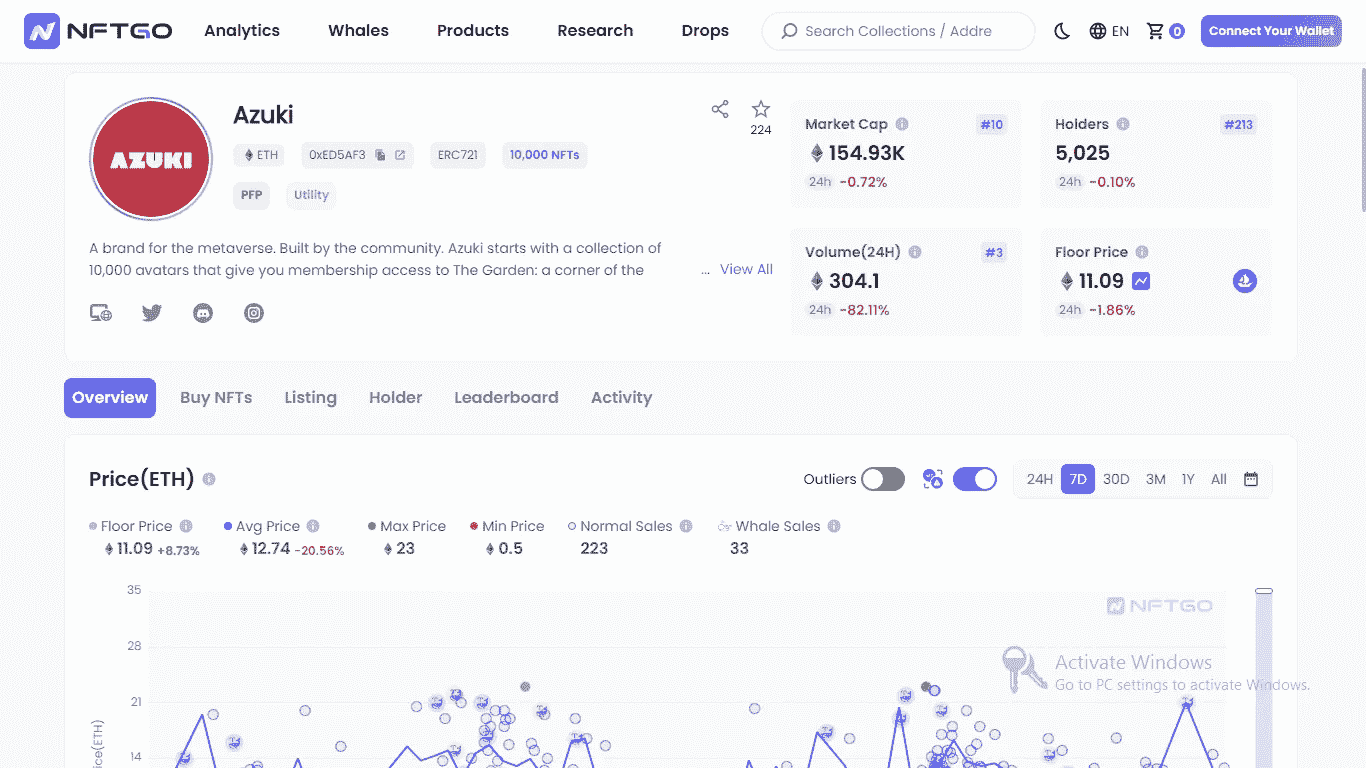 NFTGO Analytics Whales Products Research Drops Search Collections / Addre EN 0 Connect Your Wallet
AZUKI
Azuki
224
ETH 0xED5AF3 ERC721 10,000 NFTs
PFP Utility
A brand for the metaverse. Built by the community. Azuki starts with a collection of
10,000 avatars that give you membership access to The Garden: a corner of the
... View All
Market Cap #10
154.93K
24h -0.72%
Holders #213
5,025
24h -0.10%
Volume(24H) #3
304.1
24h -82.11%
Floor Price
11.09
24h -1.86%
Overview Buy NFTs Listing Holder Leaderboard Activity
Price(ETH)
Outliers 24H 7D 30D 3M 1Y All
Floor Price Avg Price Max Price Min Price Normal Sales Whale Sales
11.09 +8.73% 12.74 -20.56% 23 0.5 223 33
35
28
21
14
NFTGO
Activate Windows
Go to PC settings to activate Windows.